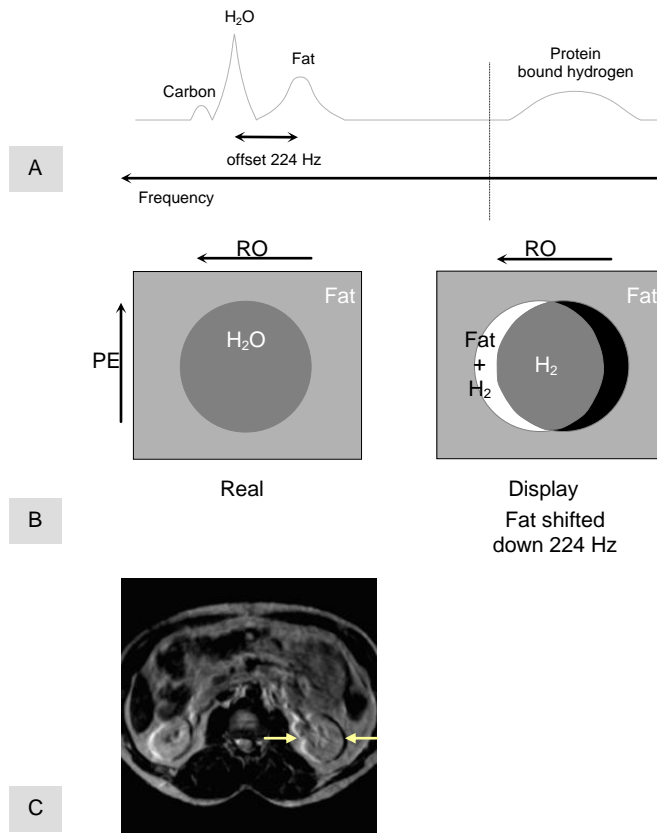 H₂O
Fat
Carbon
Protein
bound hydrogen
offset 224 Hz
A
Frequency
RO
RO
Fat
Fat
H₂O
PE
Fat
+
H₂
H₂
Real
Display
B
Fat shifted
down 224 Hz
C